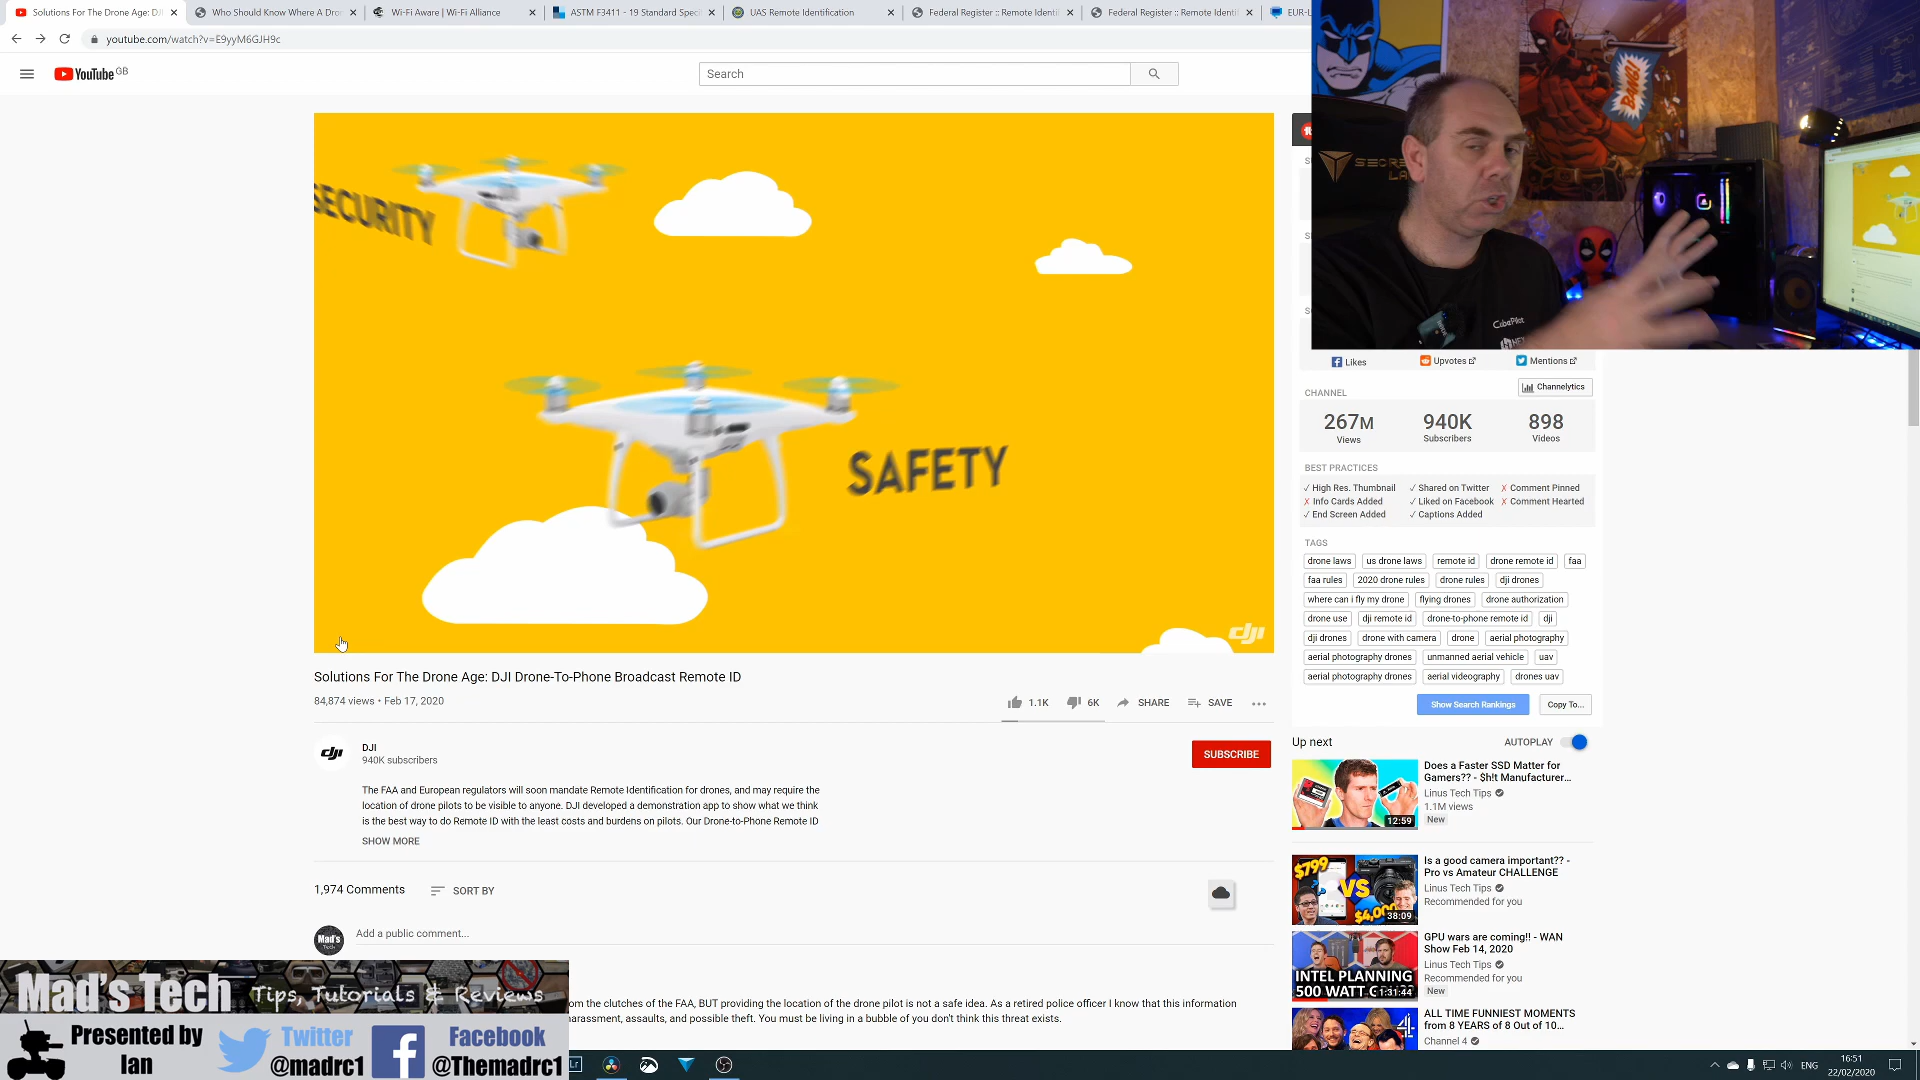 Solutions For The Drone Age: DJ
Who Should Know Where A Dro
Wi-Fi Aware | Wi-Fi Alliance
ASTM F3411 - 19 Standard Speci
UAS Remote Identification
Federal Register :: Remote Identi
Federal Register :: Remote Identi
EUR-L
youtube.com/watch?v=E9yyM6GJH9c
YouTube GB
Search
SECURITY
SAFETY
dji
BANG!
CubePilot
Likes
Upvotes
Mentions
CHANNEL
Channelytics
267M
940K
898
Views
Subscribers
Videos
BEST PRACTICES
✓ High Res. Thumbnail
✓ Shared on Twitter
✗ Comment Pinned
✗ Info Cards Added
✓ Liked on Facebook
✗ Comment Hearted
✓ End Screen Added
✓ Captions Added
TAGS
drone laws
us drone laws
remote id
drone remote id
faa
faa rules
2020 drone rules
drone rules
dji drones
where can i fly my drone
flying drones
drone authorization
drone use
dji remote id
drone-to-phone remote id
dji
dji drones
drone with camera
drone
aerial photography
aerial photography drones
unmanned aerial vehicle
uav
aerial photography drones
aerial videography
drones uav
Show Search Rankings
Copy To...
Solutions For The Drone Age: DJI Drone-To-Phone Broadcast Remote ID
84,874 views • Feb 17, 2020
1.1K
6K
SHARE
SAVE
DJI
940K subscribers
SUBSCRIBE
The FAA and European regulators will soon mandate Remote Identification for drones, and may require the
location of drone pilots to be visible to anyone. DJI developed a demonstration app to show what we think
is the best way to do Remote ID with the least costs and burdens on pilots. Our Drone-to-Phone Remote ID
SHOW MORE
1,974 Comments
SORT BY
Mad's
Tech
Add a public comment...
om the clutches of the FAA, BUT providing the location of the drone pilot is not a safe idea. As a retired police officer I know that this information
harassment, assaults, and possible theft. You must be living in a bubble of you don't think this threat exists.
Up next
AUTOPLAY
Does a Faster SSD Matter for
Gamers?? - $h!t Manufacturer...
Linus Tech Tips
1.1M views
New
12:59
Is a good camera important?? -
Pro vs Amateur CHALLENGE
Linus Tech Tips
Recommended for you
$799
VS
$4,000
38:09
GPU wars are coming!! - WAN
Show Feb 14, 2020
Linus Tech Tips
Recommended for you
New
INTEL PLANNING
500 WATT G
1:31:44
ALL TIME FUNNIEST MOMENTS
from 8 YEARS of 8 Out of 10...
Channel 4
Mad's Tech Tips, Tutorials & Reviews
Presented by
Ian
Twitter
@madrc1
Facebook
@Themadrc1
ENG
16:51
22/02/2020